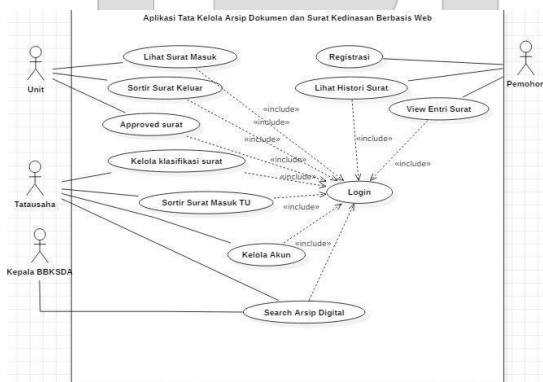 Aplikasi Tata Kelola Arsip Dokumen dan Surat Kedinasan Berbasis Web
Lihat Surat Masuk
Registrasi
Unit
Sortir Surat Keluar
Lihat Histori Surat
Pemohon
«include»
View Entri Surat
Approved surat
«include»
«include»
Kelola klasifikasi surat
«include»
«include»
«include»
Tatausaha
Login
Sortir Surat Masuk TU
«include»
Kelola Akun
«include»
Kepala BBKSDA
Search Arsip Digital